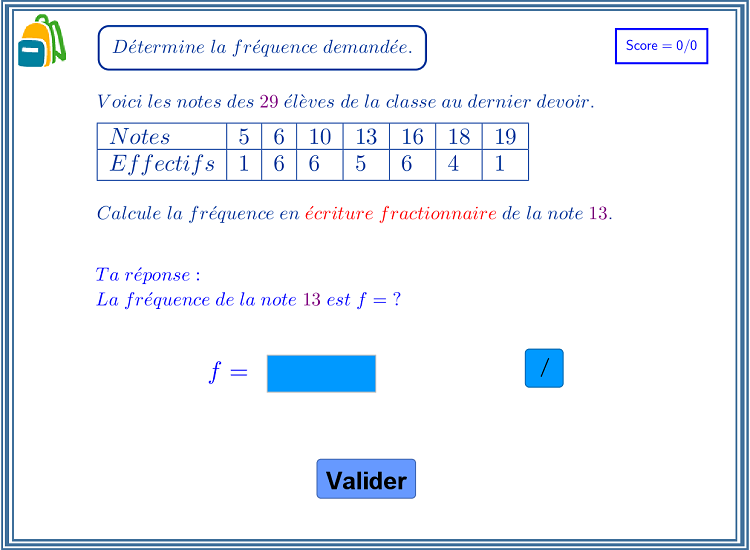 Détermine la fréquence demandée.
Score = 0/0
Voici les notes des 29 élèves de la classe au dernier devoir.
Notes 5 6 10 13 16 18 19
Effectifs 1 6 6 5 6 4 1
Calcule la fréquence en écriture fractionnaire de la note 13.
Ta réponse :
La fréquence de la note 13 est f = ?
f =
/
Valider